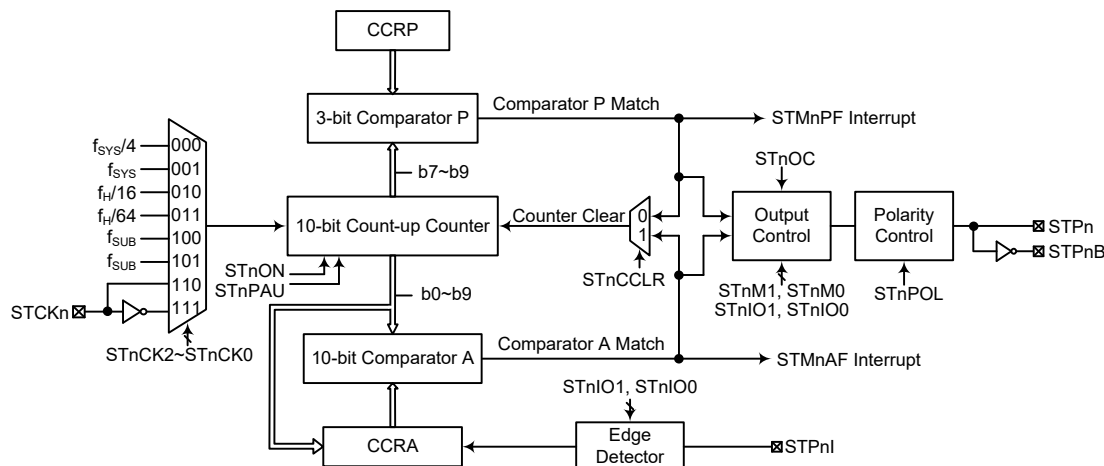 CCRP
3-bit Comparator P
Comparator P Match
STMnPF Interrupt
b7~b9
fSYS/4
000
fSYS
001
fH/16
010
fH/64
011
fSUB
100
fSUB
101
110
111
STCKn
STnCK2~STnCK0
10-bit Count-up Counter
STnON
STnPAU
Counter Clear
0
1
STnCCLR
STnOC
Output
Control
STnM1, STnM0
STnIO1, STnIO0
Polarity
Control
STnPOL
STPn
STPnB
b0~b9
10-bit Comparator A
Comparator A Match
STMnAF Interrupt
STnIO1, STnIO0
CCRA
Edge
Detector
STPnI